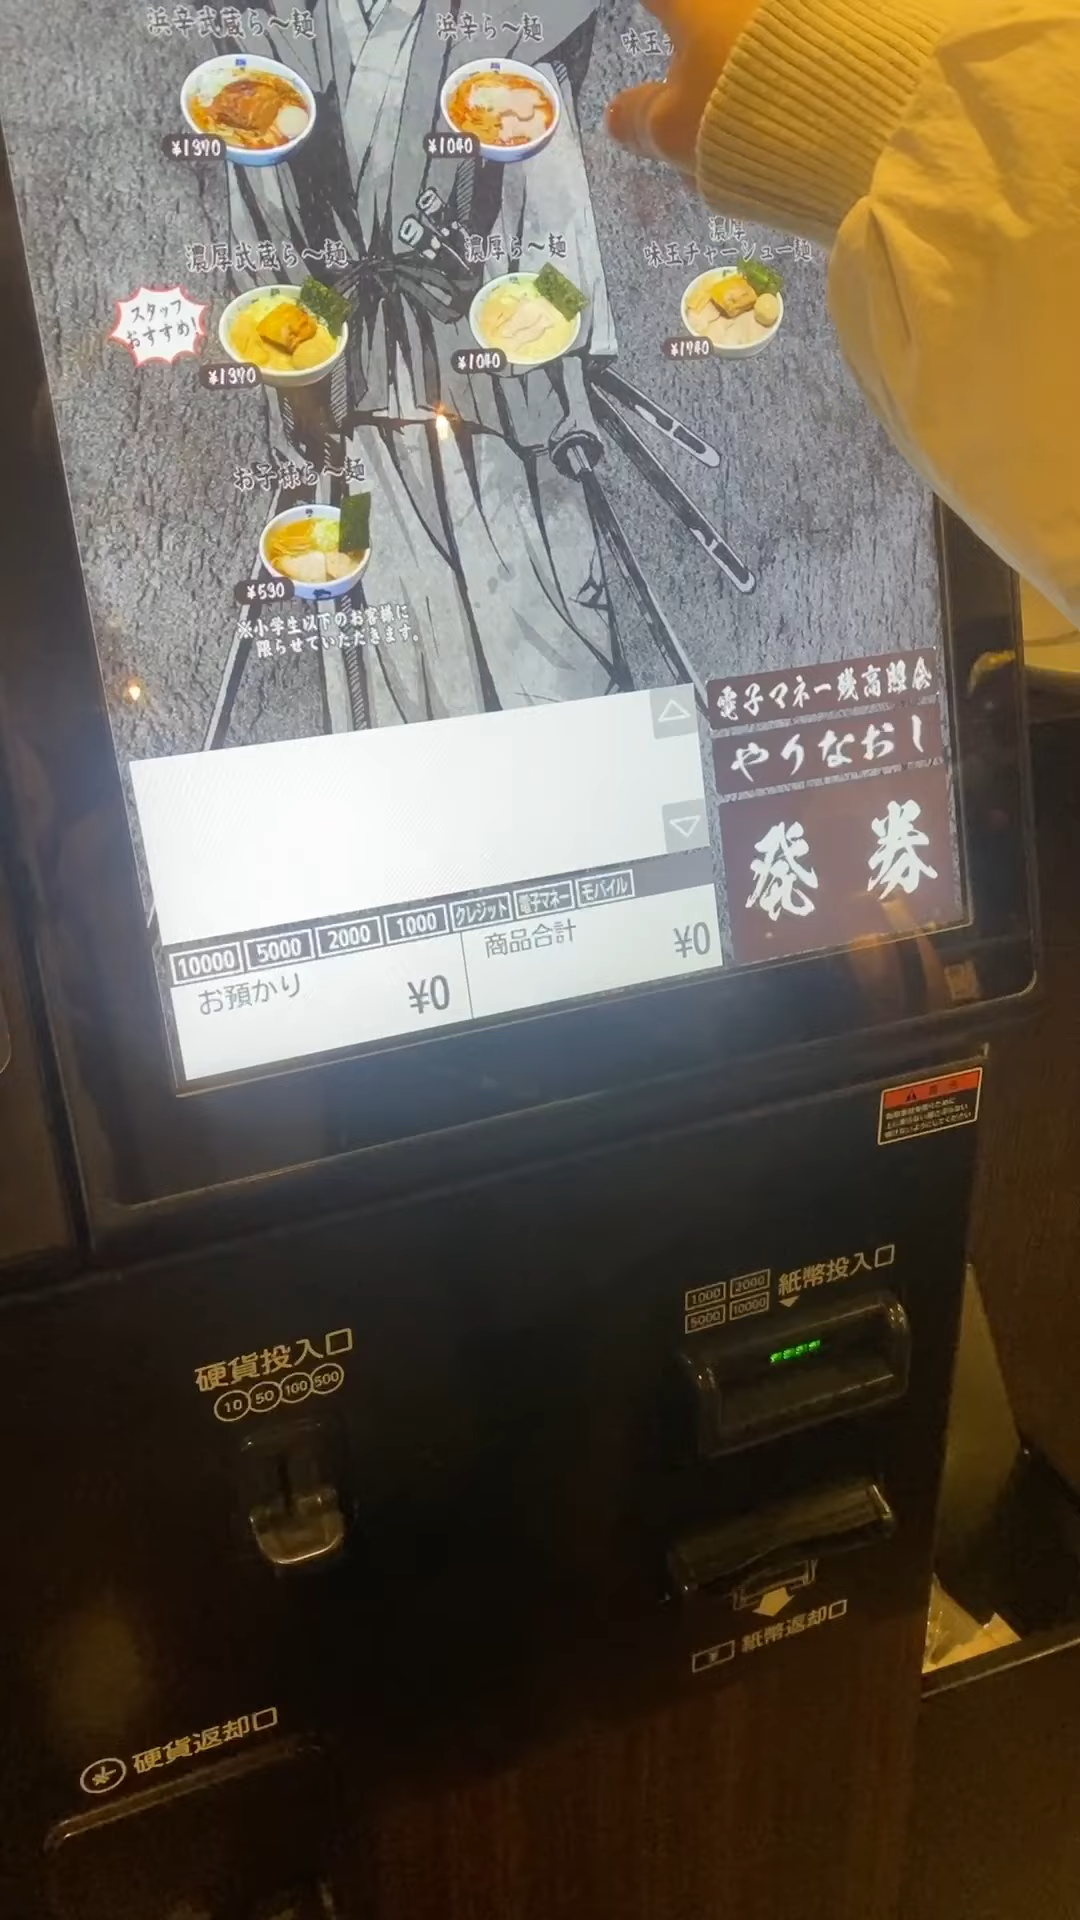 浜辛武蔵ら〜麺
浜辛ら〜麺
味玉
¥1370
¥1040
濃厚武蔵ら〜麺
濃厚ら〜麺
濃厚
味玉チャーシュー麺
スタッフ
おすすめ!
¥1370
¥1040
¥1740
お子様ら〜麺
¥590
※小学生以下のお客様に
限らせていただきます。
電子マネー残高照会
やりなおし
発券
10000 5000 2000 1000 クレジット 電子マネー モバイル
お預かり ¥0
商品合計 ¥0
1000 2000
5000 10000
紙幣投入口
硬貨投入口
10 50 100 500
紙幣返却口
硬貨返却口